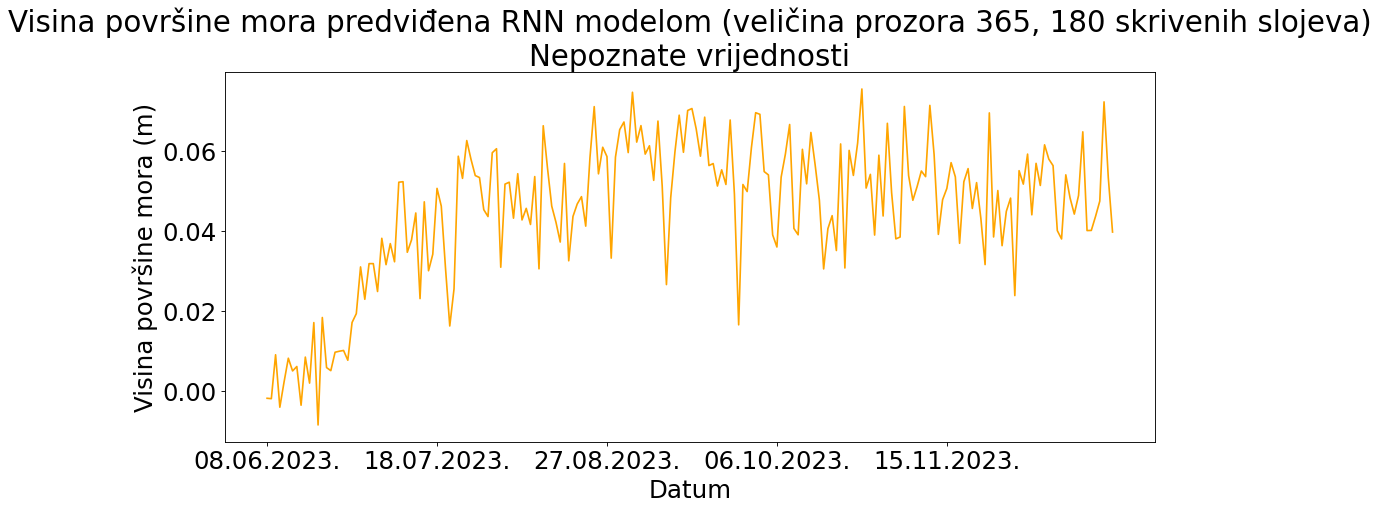 Visina površine mora predviđena RNN modelom (veličina prozora 365, 180 skrivenih slojeva)
Nepoznate vrijednosti
Visina površine mora (m)
0.06
0.04
0.02
0.00
08.06.2023. 18.07.2023. 27.08.2023. 06.10.2023. 15.11.2023.
Datum